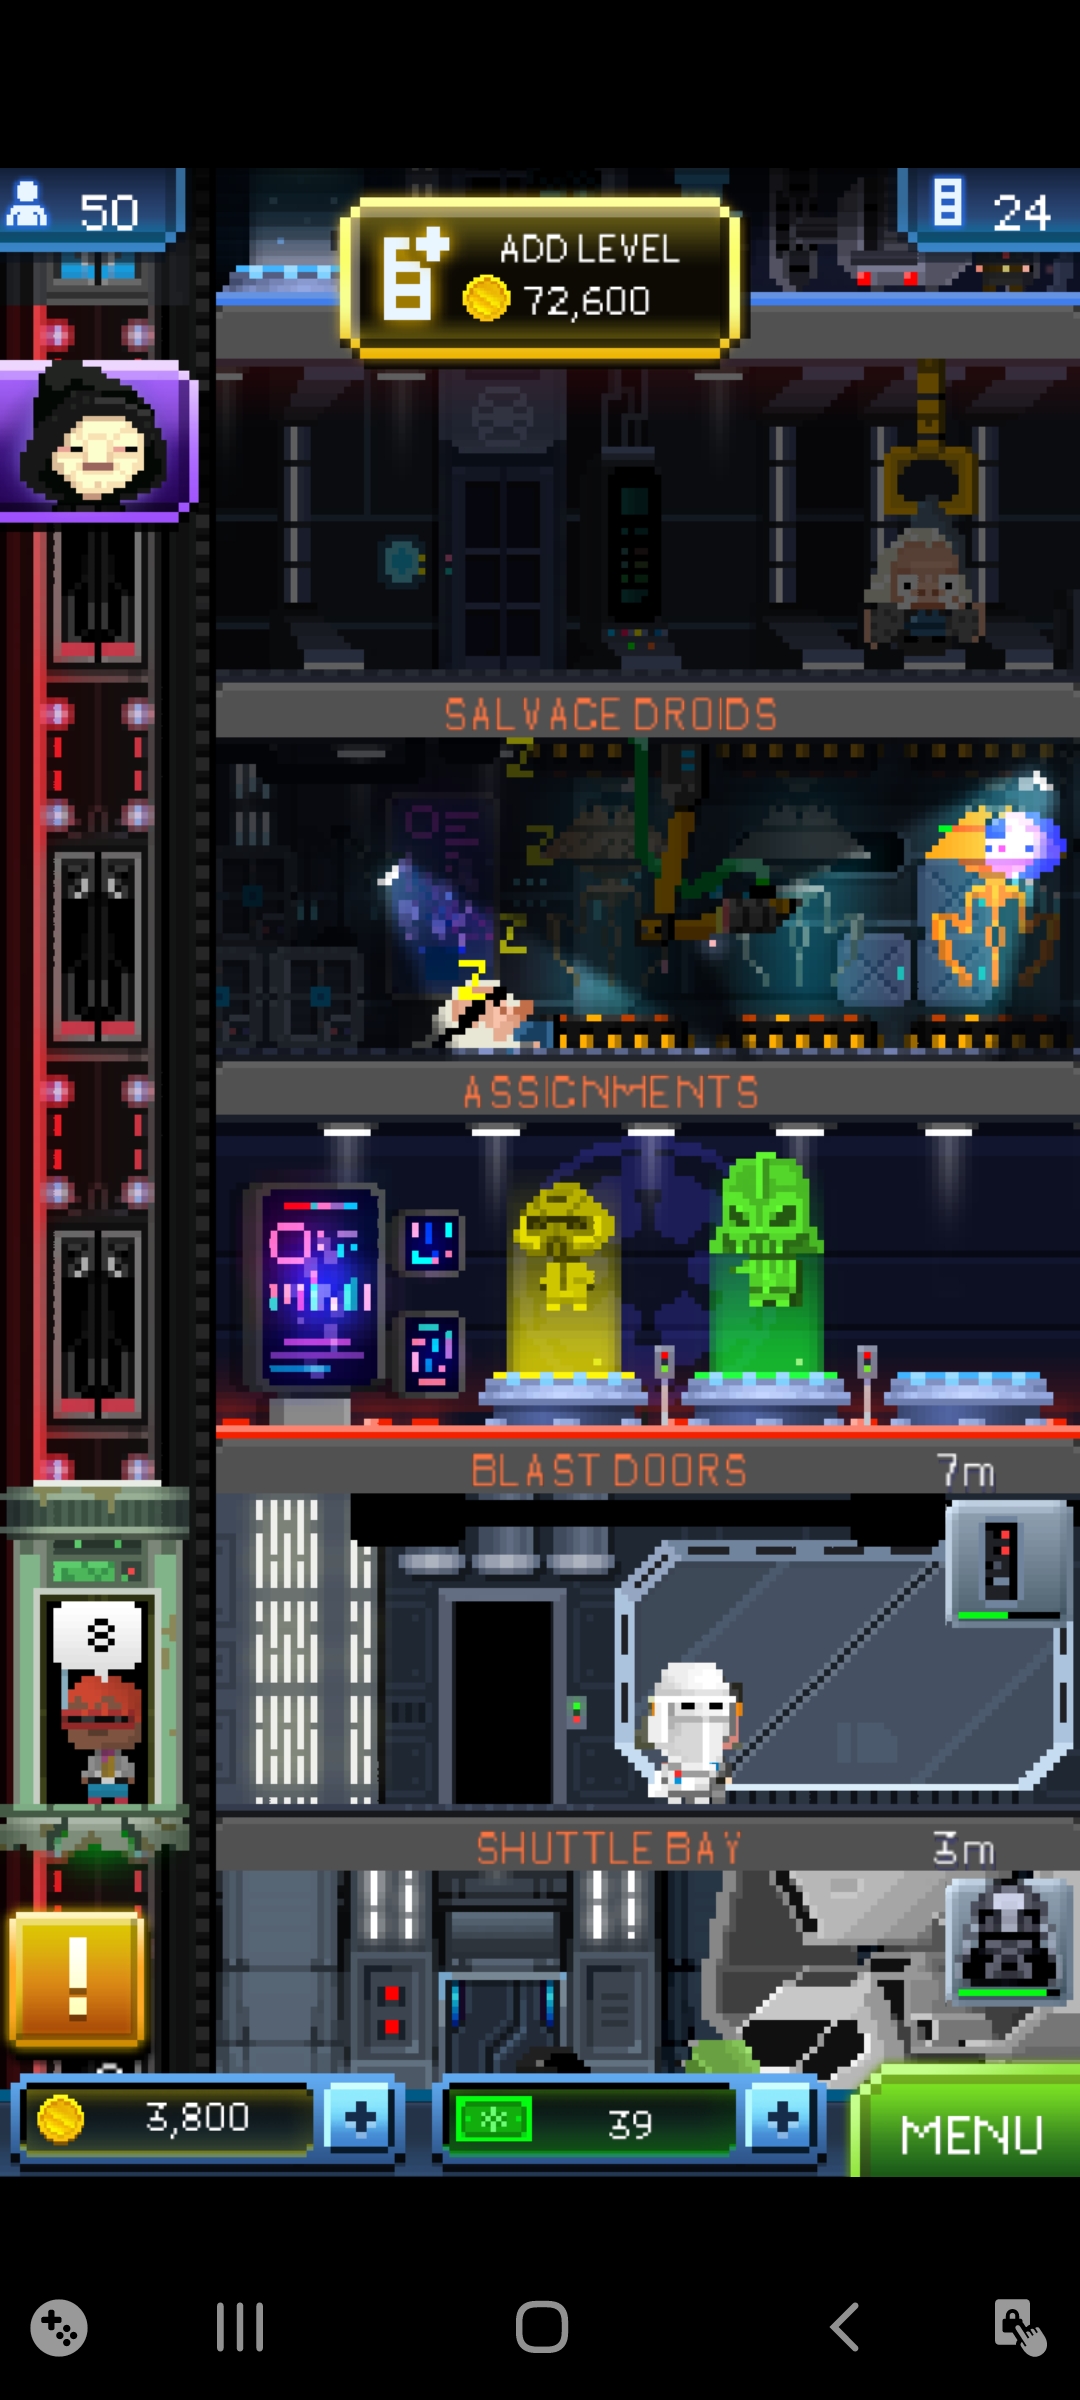 50
ADD LEVEL
72,600
24
SALVAGE DROIDS
Z
Z
Z
Z
ASSIGNMENTS
BLAST DOORS 7m
8
SHUTTLE BAY 3m
!
3,800 +
39 +
MENU